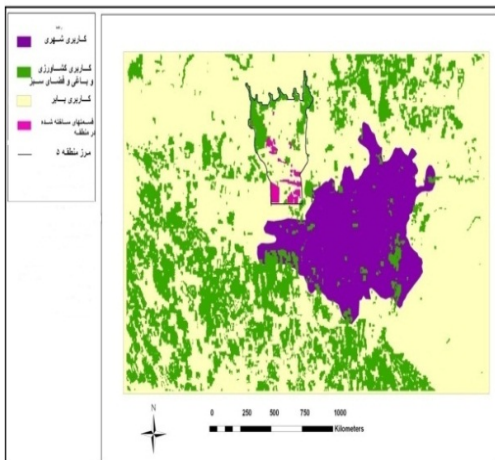 کاربری شهری
کاربری کشاورزی
و باغی و فضای سبز
کاربری بایر
قسمتهای ساخته شده
در منطقه
مرز منطقه ۵
N
0 250 500 750 1000
Kilometers